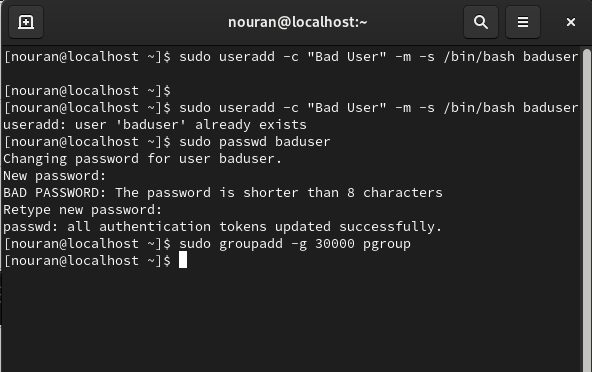 nouran@localhost:~
[nouran@localhost ~]$ sudo useradd -c "Bad User" -m -s /bin/bash baduser
[nouran@localhost ~]$
[nouran@localhost ~]$ sudo useradd -c "Bad User" -m -s /bin/bash baduser
useradd: user 'baduser' already exists
[nouran@localhost ~]$ sudo passwd baduser
Changing password for user baduser.
New password:
BAD PASSWORD: The password is shorter than 8 characters
Retype new password:
passwd: all authentication tokens updated successfully.
[nouran@localhost ~]$ sudo groupadd -g 30000 pgroup
[nouran@localhost ~]$